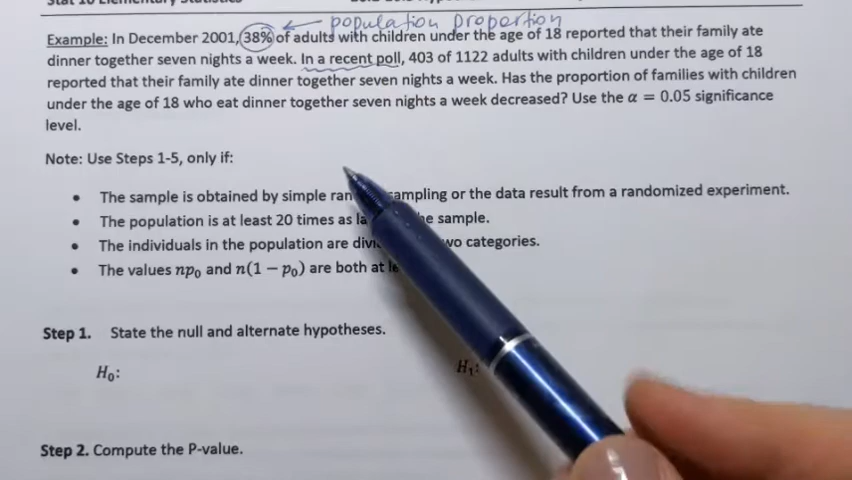 Stat 10 Elementary Statistics
population proportion
Example: In December 2001, 38% of adults with children under the age of 18 reported that their family ate
dinner together seven nights a week. In a recent poll, 403 of 1122 adults with children under the age of 18
reported that their family ate dinner together seven nights a week. Has the proportion of families with children
under the age of 18 who eat dinner together seven nights a week decreased? Use the α = 0.05 significance
level.
Note: Use Steps 1-5, only if:
• The sample is obtained by simple ran ampling or the data result from a randomized experiment.
• The population is at least 20 times as la he sample.
• The individuals in the population are divi wo categories.
• The values np₀ and n(1 − p₀) are both at le
Step 1. State the null and alternate hypotheses.
H₀: H₁:
Step 2. Compute the P-value.